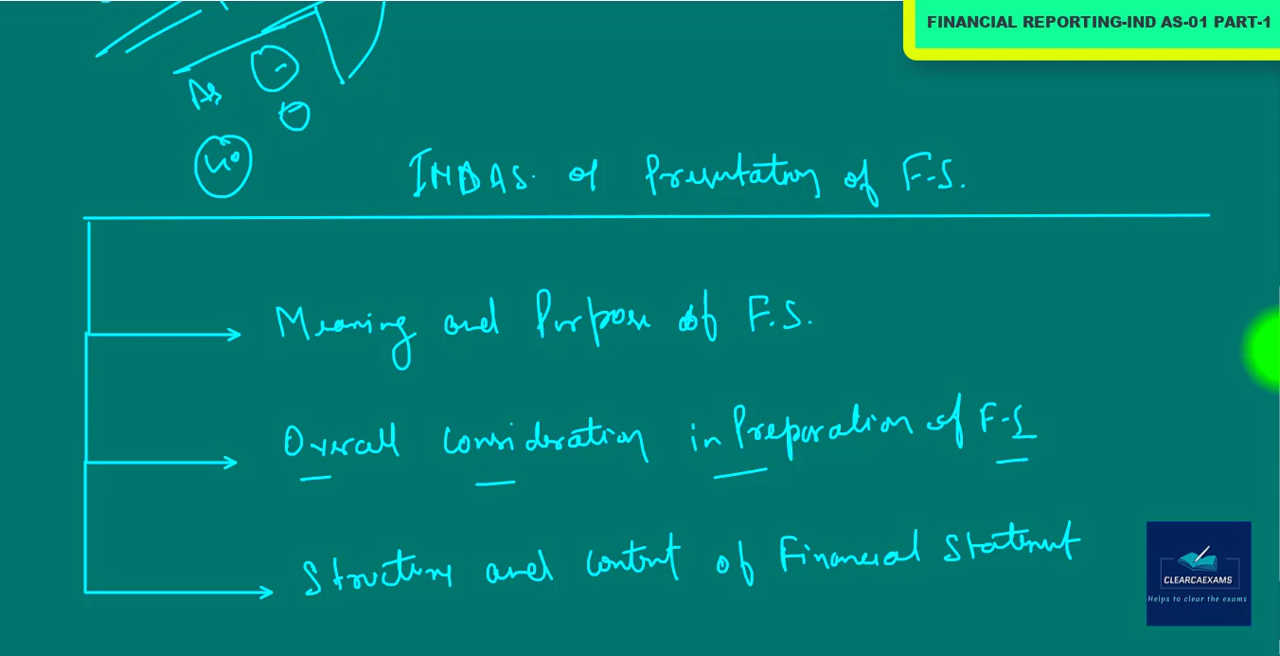 FINANCIAL REPORTING-IND AS-01 PART-1
As
INDAS. of Presentation of F.S.
Meaning and Purpose of F.S.
Overall consideration in Preparation of F.S
Structure and content of Financial Statement
CLEARCAEXAMS
Helps to clear the exams